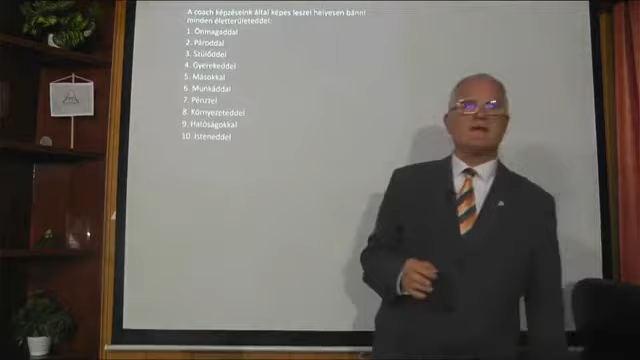 A coach képzéseink által képes leszel helyesen bánni
minden életterületeddel:
1. Önmagaddal
2. Pároddal
3. Szülőddel
4. Gyerekeddel
5. Másokkal
6. Munkáddal
7. Pénzzel
8. Környezeteddel
9. Hatóságokkal
10. Isteneddel